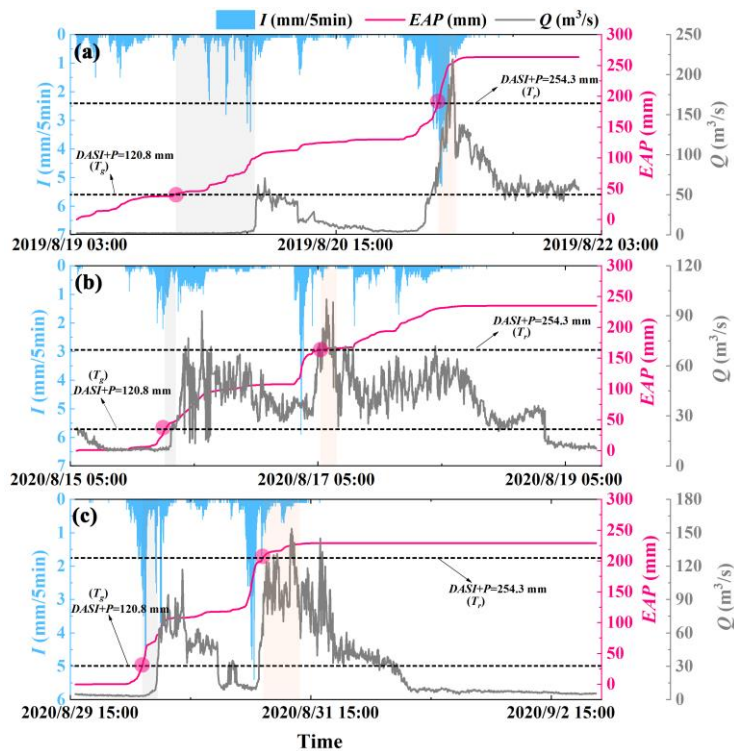 I (mm/5min) EAP (mm) Q (m³/s)
(a)
0
1
2
3
4
5
6
7
I (mm/5min)
DASI+P=254.3 mm
(Tr)
DASI+P=120.8 mm
(Tg)
300
250
200
150
100
50
0
EAP (mm)
250
200
150
100
50
0
Q (m³/s)
2019/8/19 03:00 2019/8/20 15:00 2019/8/22 03:00
(b)
0
1
2
3
4
5
6
7
I (mm/5min)
DASI+P=254.3 mm
(Tr)
(Tg)
DASI+P=120.8 mm
300
250
200
150
100
50
0
EAP (mm)
120
90
60
30
0
Q (m³/s)
2020/8/15 05:00 2020/8/17 05:00 2020/8/19 05:00
(c)
0
1
2
3
4
5
6
I (mm/5min)
(Tg)
DASI+P=120.8 mm
DASI+P=254.3 mm
(Tr)
300
250
200
150
100
50
0
EAP (mm)
180
150
120
90
60
30
0
Q (m³/s)
2020/8/29 15:00 2020/8/31 15:00 2020/9/2 15:00
Time